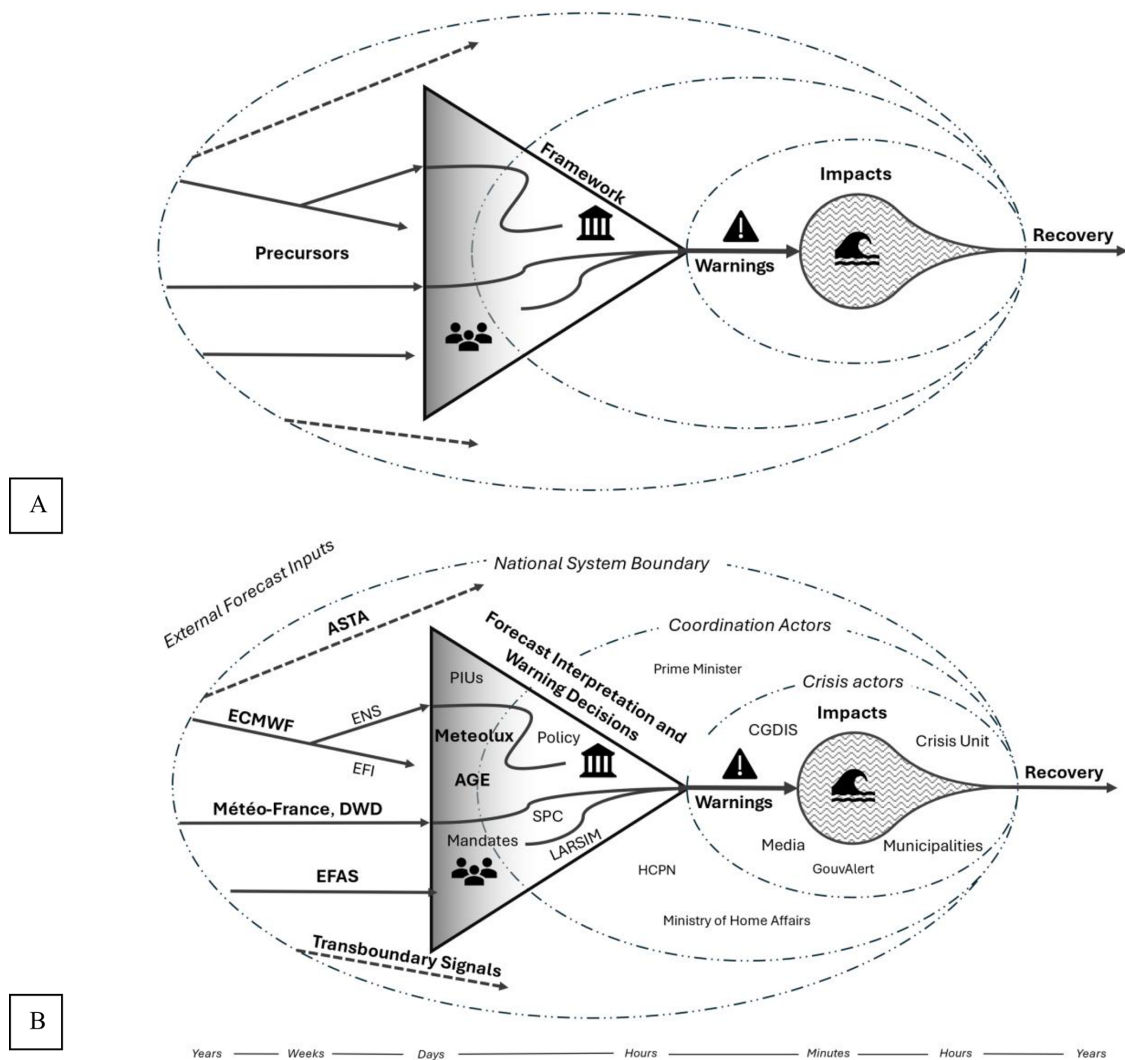 Framework
Impacts
Precursors
Warnings
Recovery
A
External Forecast Inputs
National System Boundary
ASTA
Forecast Interpretation and
Warning Decisions
Coordination Actors
Prime Minister
PIUs
Crisis actors
ECMWF
ENS
EFI
Meteolux
Policy
CGDIS
Impacts
Crisis Unit
AGE
Recovery
Météo-France, DWD
SPC
Warnings
Mandates
LARSIM
Media
Municipalities
EFAS
HCPN
GouvAlert
Ministry of Home Affairs
Transboundary Signals
B
Years Weeks Days Hours Minutes Hours Years